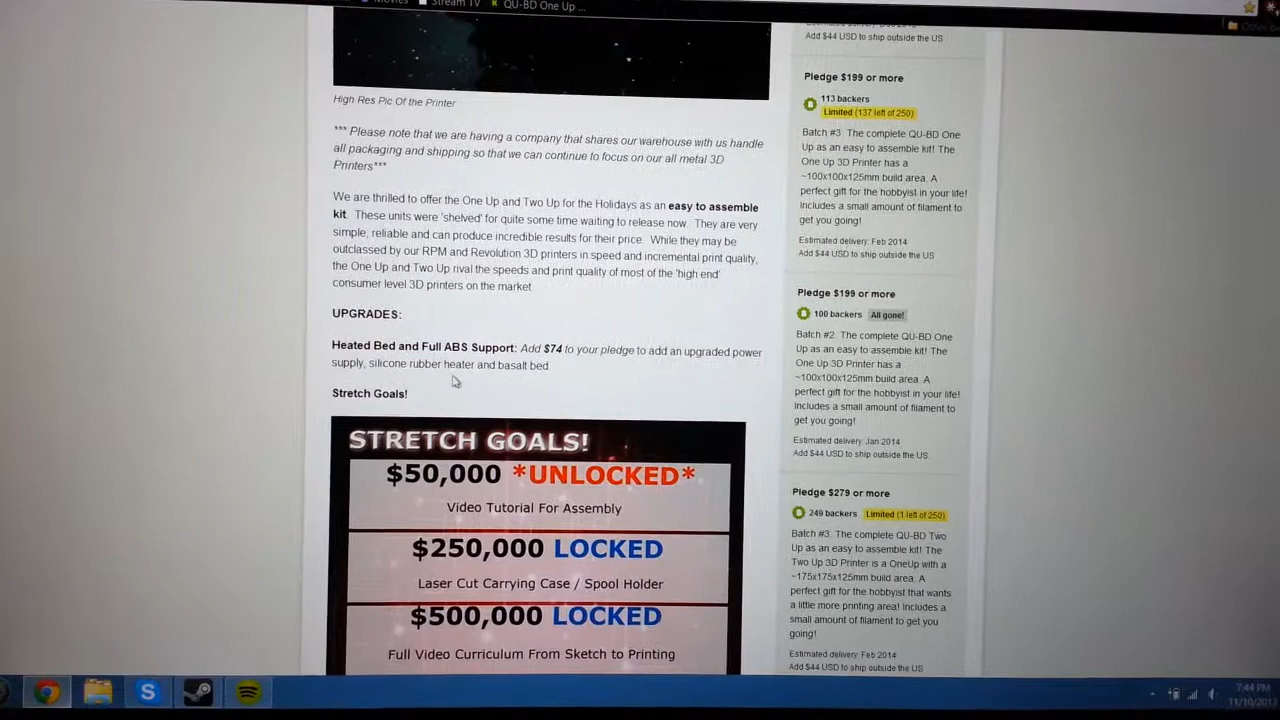 Stream TV
QU-BD One Up ...
High Res Pic Of the Printer
*** Please note that we are having a company that shares our warehouse with us handle
all packaging and shipping so that we can continue to focus on our all metal 3D
Printers***
We are thrilled to offer the One Up and Two Up for the Holidays as an easy to assemble
kit. These units were 'shelved' for quite some time waiting to release now. They are very
simple, reliable and can produce incredible results for their price. While they may be
outclassed by our RPM and Revolution 3D printers in speed and incremental print quality,
the One Up and Two Up rival the speeds and print quality of most of the 'high end'
consumer level 3D printers on the market
UPGRADES:
Heated Bed and Full ABS Support: Add $74 to your pledge to add an upgraded power
supply, silicone rubber heater and basalt bed
Stretch Goals!
STRETCH GOALS!
$50,000 *UNLOCKED*
Video Tutorial For Assembly
$250,000 LOCKED
Laser Cut Carrying Case / Spool Holder
$500,000 LOCKED
Full Video Curriculum From Sketch to Printing
Add $44 USD to ship outside the US
Pledge $199 or more
113 backers
Limited (137 left of 250)
Batch #3: The complete QU-BD One
Up as an easy to assemble kit! The
One Up 3D Printer has a
~100x100x125mm build area. A
perfect gift for the hobbyist in your life!
Includes a small amount of filament to
get you going!
Estimated delivery: Feb 2014
Add $44 USD to ship outside the US
Pledge $199 or more
100 backers All gone!
Batch #2: The complete QU-BD One
Up as an easy to assemble kit! The
One Up 3D Printer has a
~100x100x125mm build area. A
perfect gift for the hobbyist in your life!
Includes a small amount of filament to
get you going!
Estimated delivery: Jan 2014
Add $44 USD to ship outside the US
Pledge $279 or more
249 backers Limited (1 left of 250)
Batch #3: The complete QU-BD Two
Up as an easy to assemble kit! The
Two Up 3D Printer is a OneUp with a
~175x175x125mm build area. A
perfect gift for the hobbyist that wants
a little more printing area! Includes a
small amount of filament to get you
going!
Estimated delivery: Feb 2014
Add $44 USD to ship outside the US
7:44 PM